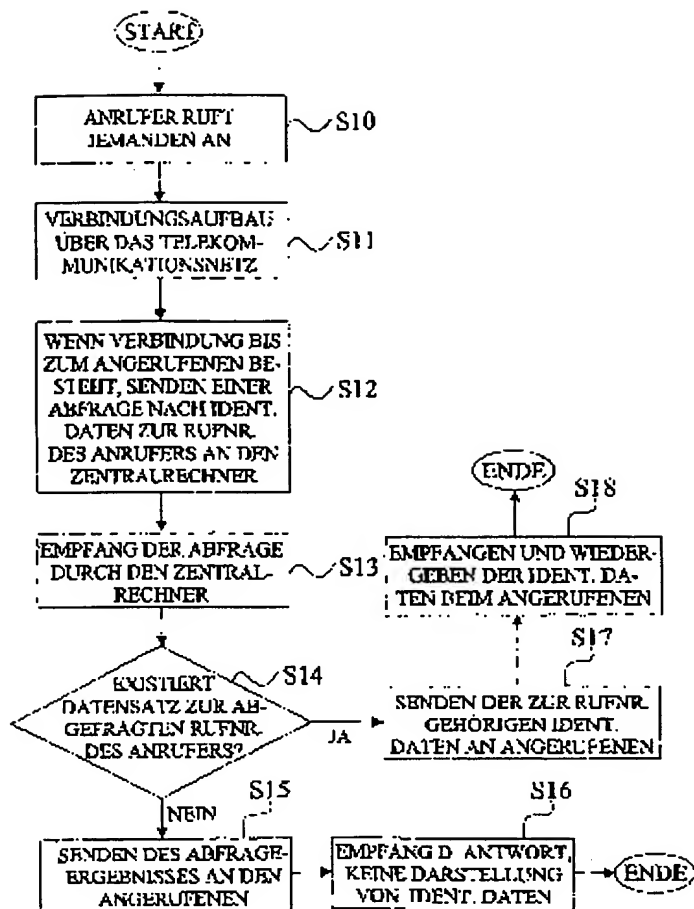 START
ANRUFER RUFT
JEMANDEN AN
S10
VERBINDUNGSAUFBAU
ÜBER DAS TELEKOM-
MUNIKATIONSNETZ
S11
WENN VERBINDUNG BIS
ZUM ANGERUFENEN BE-
STEHT, SENDEN EINER
ABFRAGE NACH IDENT.
DATEN ZUR RUFNR.
DES ANRUFERS AN DEN
ZENTRALRECHNER
S12
EMPFANG DER ABFRAGE
DURCH DEN ZENTRAL-
RECHNER
S13
EXISTIERT
DATENSATZ ZUR AB-
GEFRAGTEN RUFNR.
DES ANRUFERS?
S14
JA
NEIN
SENDEN DES ABFRAGE-
ERGEBNISSES AN DEN
ANGERUFENEN
S15
EMPFANG D. ANTWORT,
KEINE DARSTELLUNG
VON IDENT. DATEN
S16
ENDE
SENDEN DER ZUR RUFNR.
GEHÖRIGEN IDENT.
DATEN AN ANGERUFENEN
S17
EMPFANGEN UND WIEDER-
GEBEN DER IDENT. DA-
TEN BEIM ANGERUFENEN
S18
ENDE